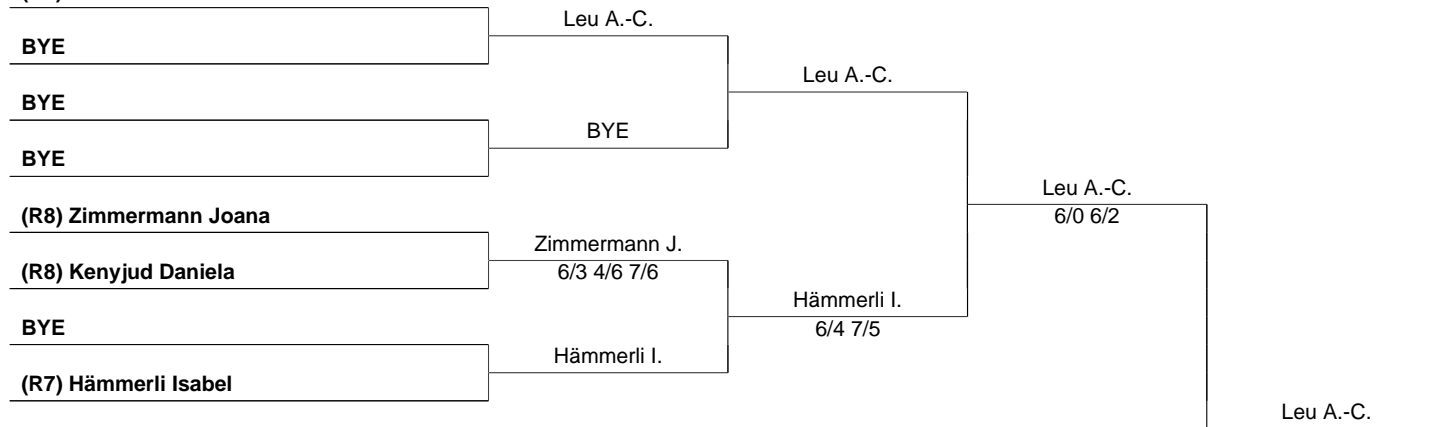 Leu A.-C.
BYE
Leu A.-C.
BYE
BYE
BYE
Leu A.-C.
(R8) Zimmermann Joana
6/0 6/2
Zimmermann J.
(R8) Kenyjud Daniela
6/3 4/6 7/6
Hämmerli I.
BYE
6/4 7/5
Hämmerli I.
(R7) Hämmerli Isabel
Leu A.-C.